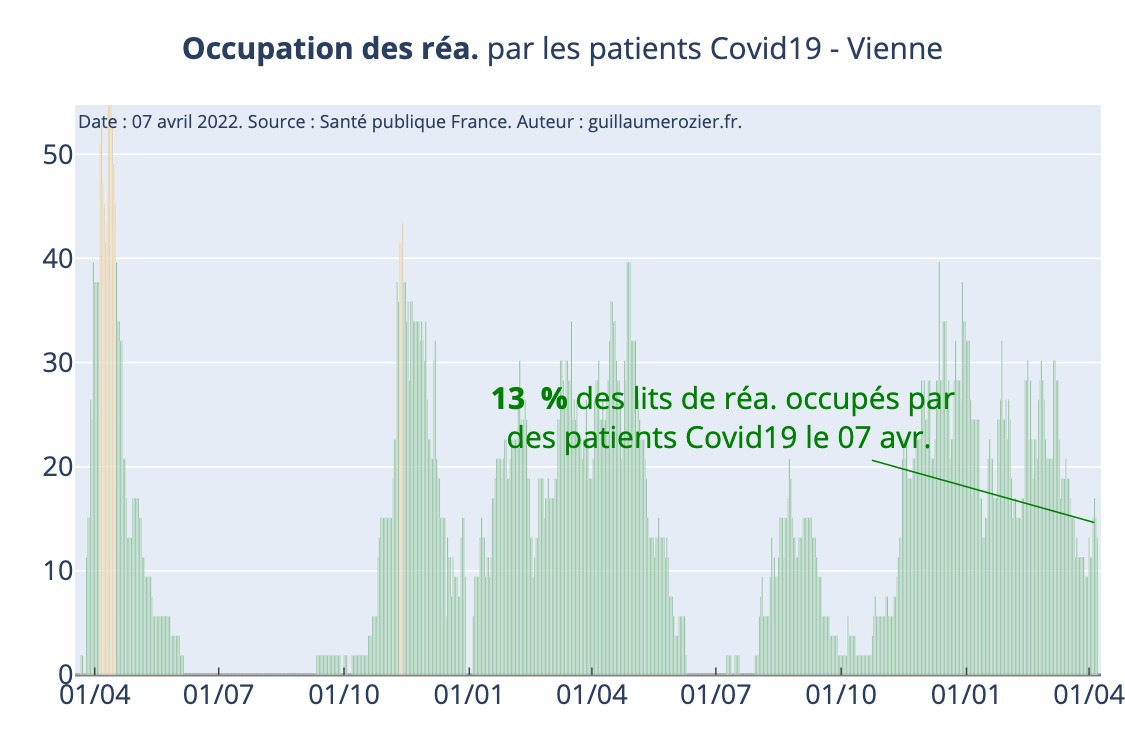 Occupation des réa. par les patients Covid19 - Vienne
Date : 07 avril 2022. Source : Santé publique France. Auteur : guillaumerozier.fr.
50
40
30
13 % des lits de réa. occupés par
des patients Covid19 le 07 avr.
20
10
0
01/04 01/07 01/10 01/01 01/04 01/07 01/10 01/01 01/04